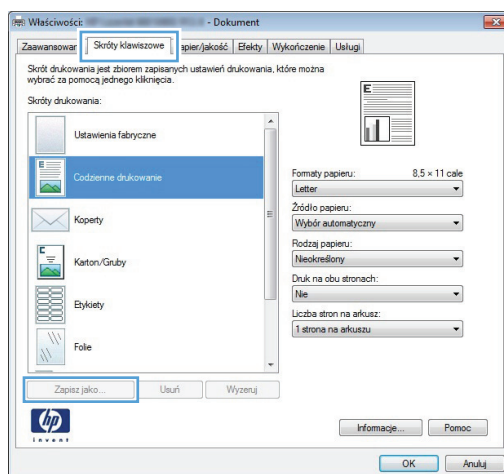 Właściwości: - Dokument
Zaawansowan Skróty klawiszowe apier/jakość Efekty Wykończenie Usługi
Skrót drukowania jest zbiorem zapisanych ustawień drukowania, które można
wybrać za pomocą jednego kliknięcia.
Skróty drukowania:
Ustawienia fabryczne
Codzienne drukowanie
Koperty
Karton/Gruby
Etykiety
Folie
E
Formaty papieru: 8,5 × 11 cale
Letter
Źródło papieru:
Wybór automatyczny
Rodzaj papieru:
Nieokreślony
Druk na obu stronach:
Nie
Liczba stron na arkusz:
1 strona na arkuszu
Zapisz jako... Usuń Wyzeruj
hp
invent
Informacje... Pomoc
OK Anuluj